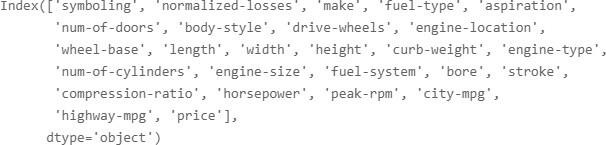 Index(['symboling', 'normalized-losses', 'make', 'fuel-type', 'aspiration',
'num-of-doors', 'body-style', 'drive-wheels', 'engine-location',
'wheel-base', 'length', 'width', 'height', 'curb-weight', 'engine-type',
'num-of-cylinders', 'engine-size', 'fuel-system', 'bore', 'stroke',
'compression-ratio', 'horsepower', 'peak-rpm', 'city-mpg',
'highway-mpg', 'price'],
dtype='object')